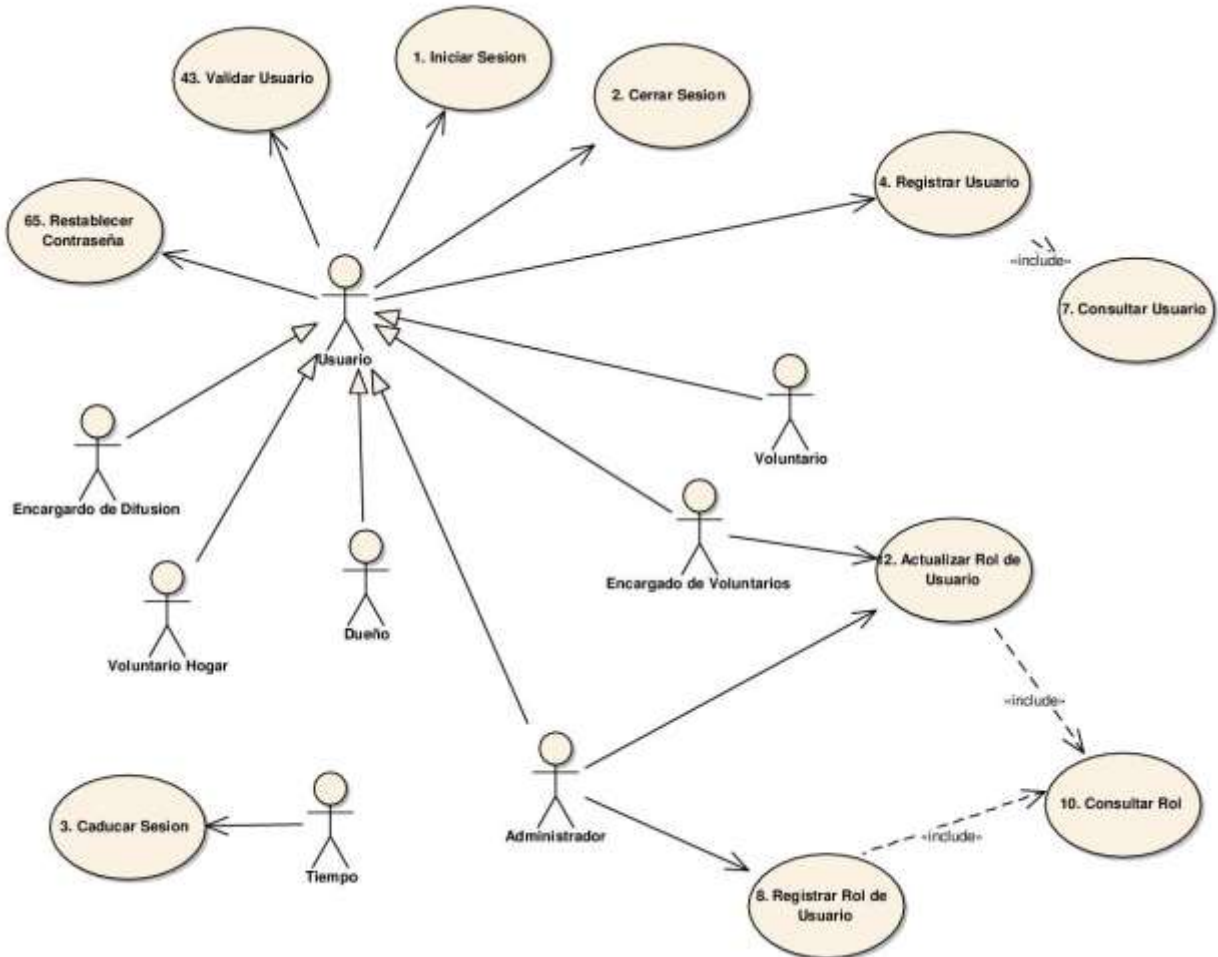 1. Iniciar Sesion
43. Validar Usuario
2. Cerrar Sesion
4. Registrar Usuario
65. Restablecer
Contraseña
«include»
7. Consultar Usuario
Usuario
Voluntario
Encargardo de Difusion
12. Actualizar Rol de
Usuario
Encargado de Voluntarios
Dueño
Voluntario Hogar
«include»
10. Consultar Rol
3. Caducar Sesion
Administrador
«include»
Tiempo
8. Registrar Rol de
Usuario